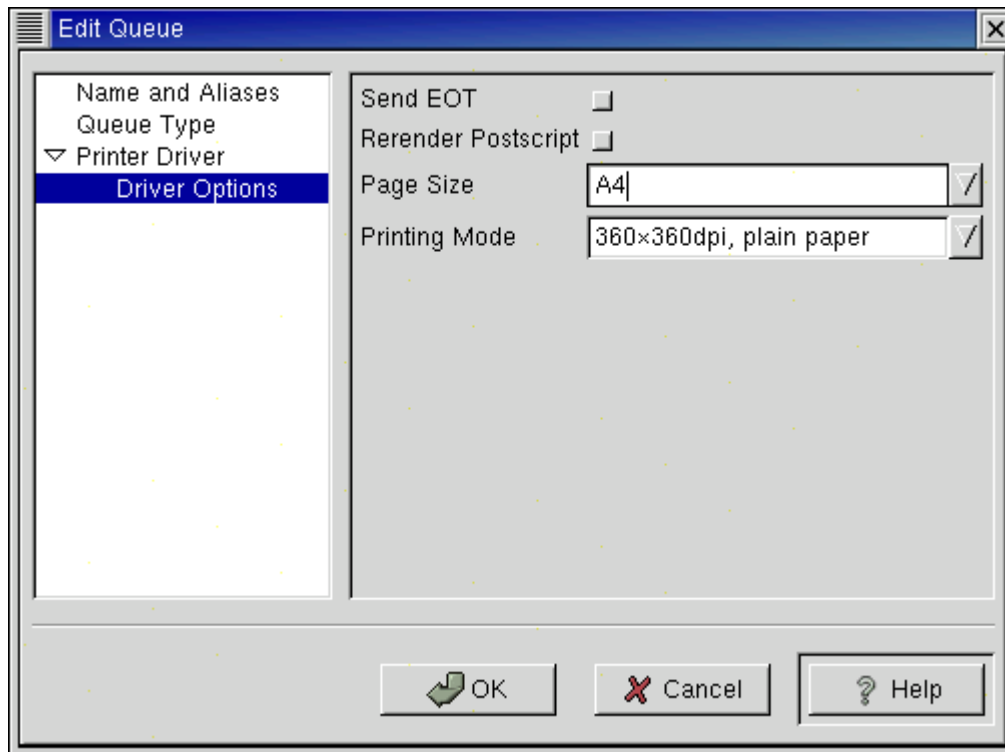 Edit Queue
Name and Aliases
Queue Type
Printer Driver
Driver Options
Send EOT
Rerender Postscript
Page Size
A4
Printing Mode
360×360dpi, plain paper
OK
Cancel
Help